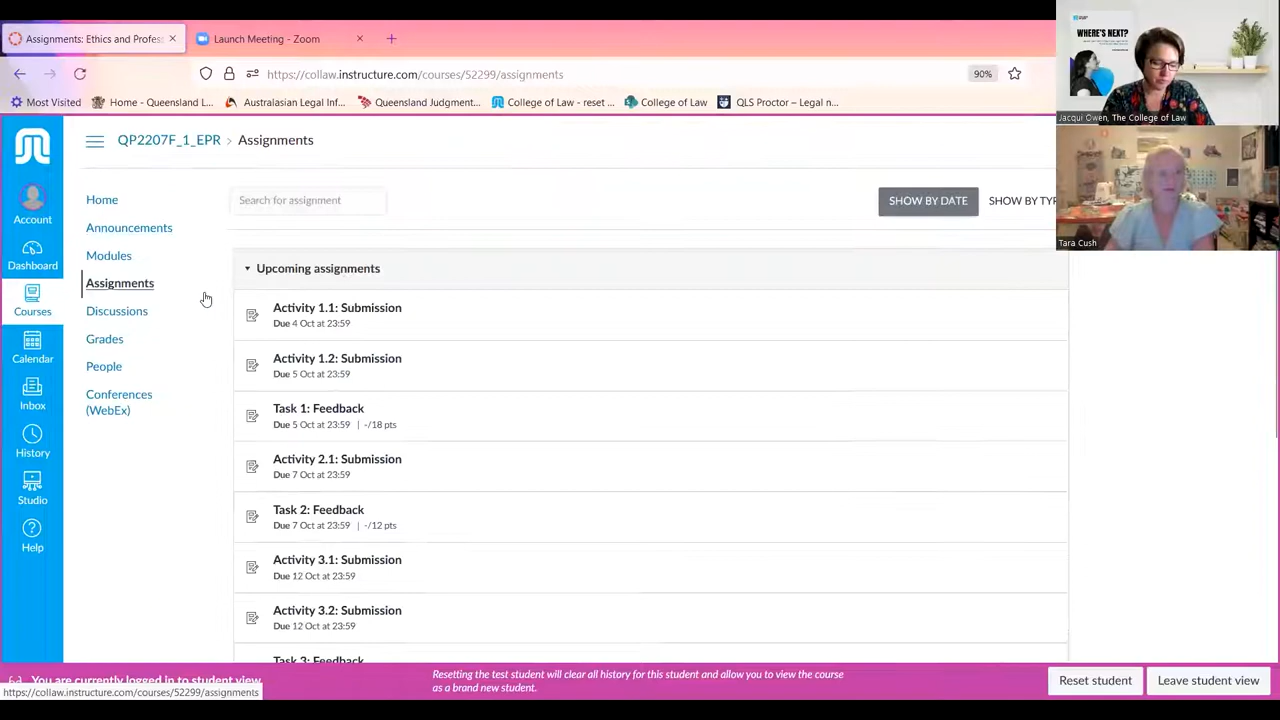 Assignments: Ethics and Profess
Launch Meeting - Zoom
https://collaw.instructure.com/courses/52299/assignments
90%
Most Visited
Home - Queensland L...
Australasian Legal Inf...
Queensland Judgment...
College of Law - reset ...
College of Law
QLS Proctor – Legal n...
WHERE'S NEXT?
Jacqui Owen, The College of Law
Tara Cush
QP2207F_1_EPR > Assignments
Account
Dashboard
Courses
Calendar
Inbox
History
Studio
Help
Home
Announcements
Modules
Assignments
Discussions
Grades
People
Conferences
(WebEx)
Search for assignment
SHOW BY DATE
SHOW BY TYP
Upcoming assignments
Activity 1.1: Submission
Due 4 Oct at 23:59
Activity 1.2: Submission
Due 5 Oct at 23:59
Task 1: Feedback
Due 5 Oct at 23:59 | -/18 pts
Activity 2.1: Submission
Due 7 Oct at 23:59
Task 2: Feedback
Due 7 Oct at 23:59 | -/12 pts
Activity 3.1: Submission
Due 12 Oct at 23:59
Activity 3.2: Submission
Due 12 Oct at 23:59
Task 3: Feedback
You are currently logged in to student view
https://collaw.instructure.com/courses/52299/assignments
Resetting the test student will clear all history for this student and allow you to view the course
as a brand new student.
Reset student
Leave student view